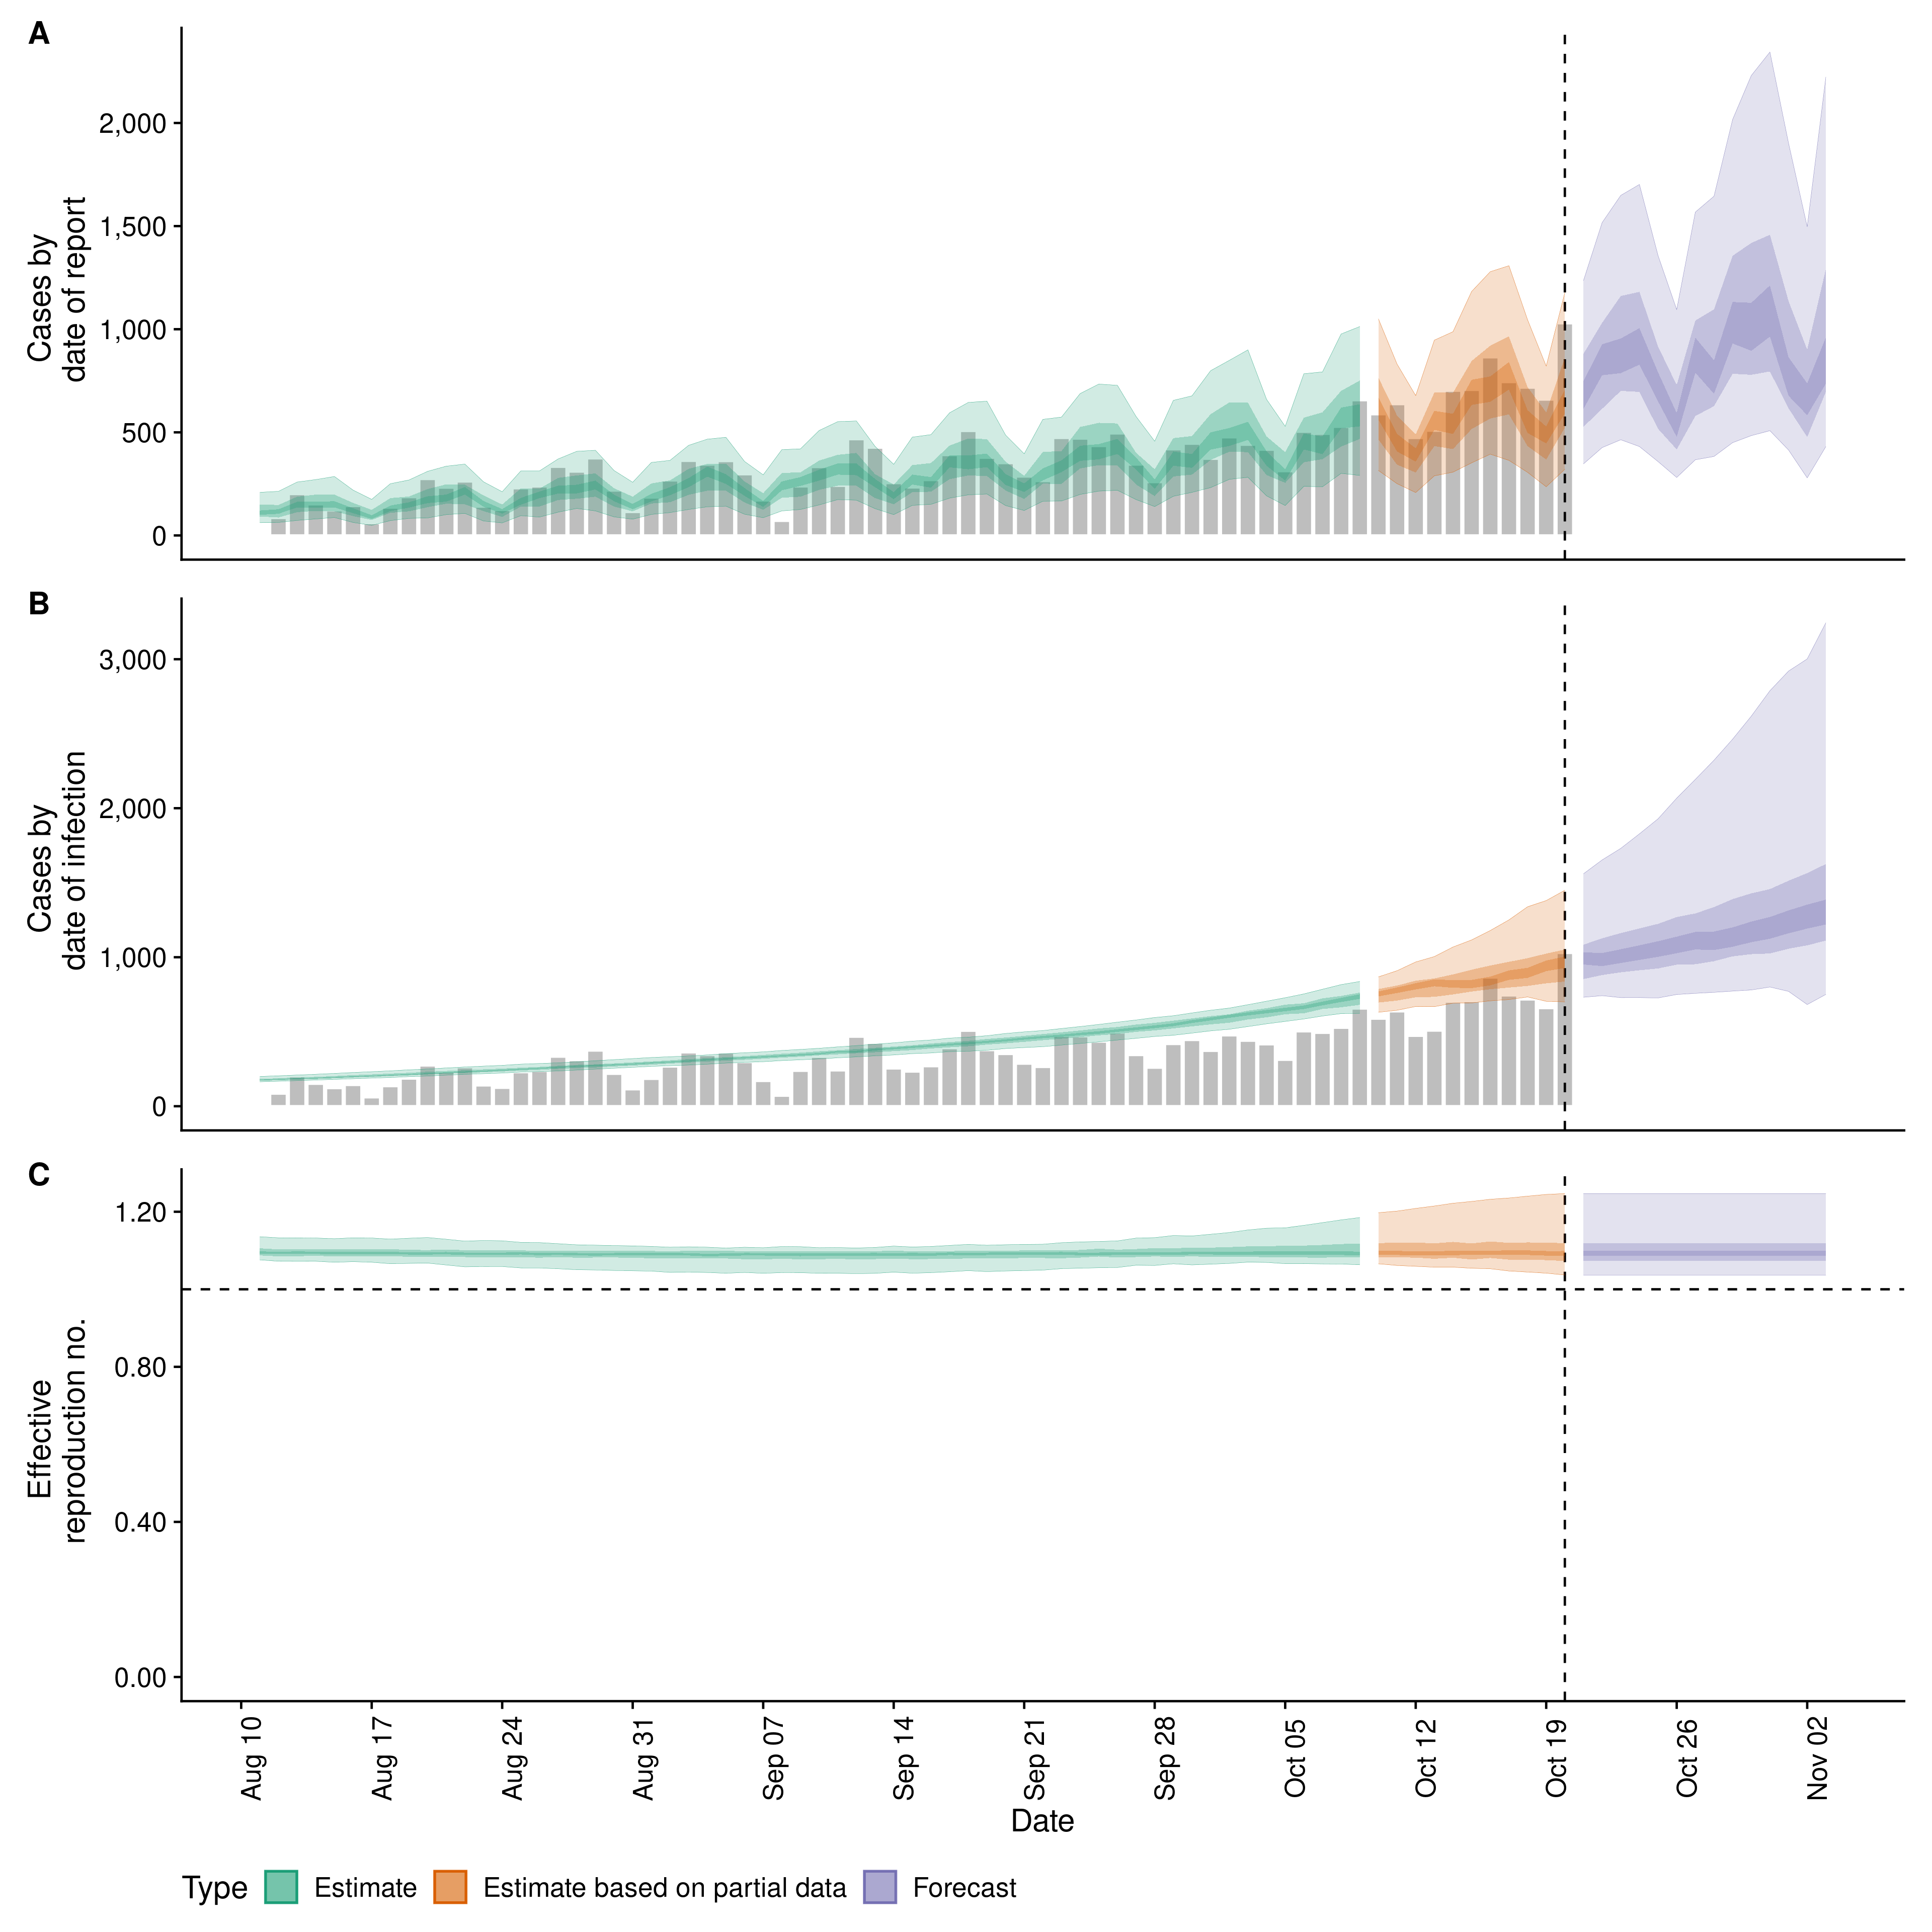 A
Cases by
date of report
2,000
1,500
1,000
500
0
B
Cases by
date of infection
3,000
2,000
1,000
0
C
Effective
reproduction no.
1.20
0.80
0.40
0.00
Aug 10
Aug 17
Aug 24
Aug 31
Sep 07
Sep 14
Sep 21
Sep 28
Oct 05
Oct 12
Oct 19
Oct 26
Nov 02
Date
Type Estimate Estimate based on partial data Forecast